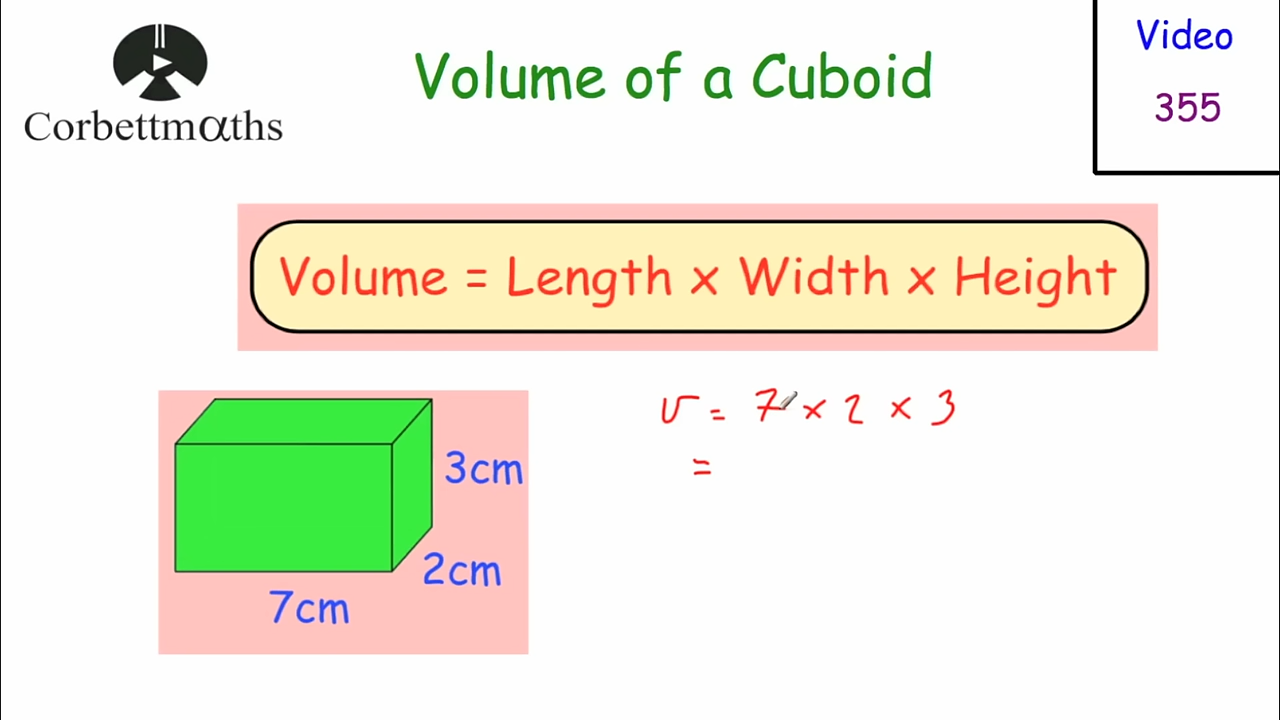 Corbettmαths
Volume of a Cuboid
Video
355
Volume = Length x Width x Height
3cm
2cm
7cm
V = 7 × 2 × 3
=